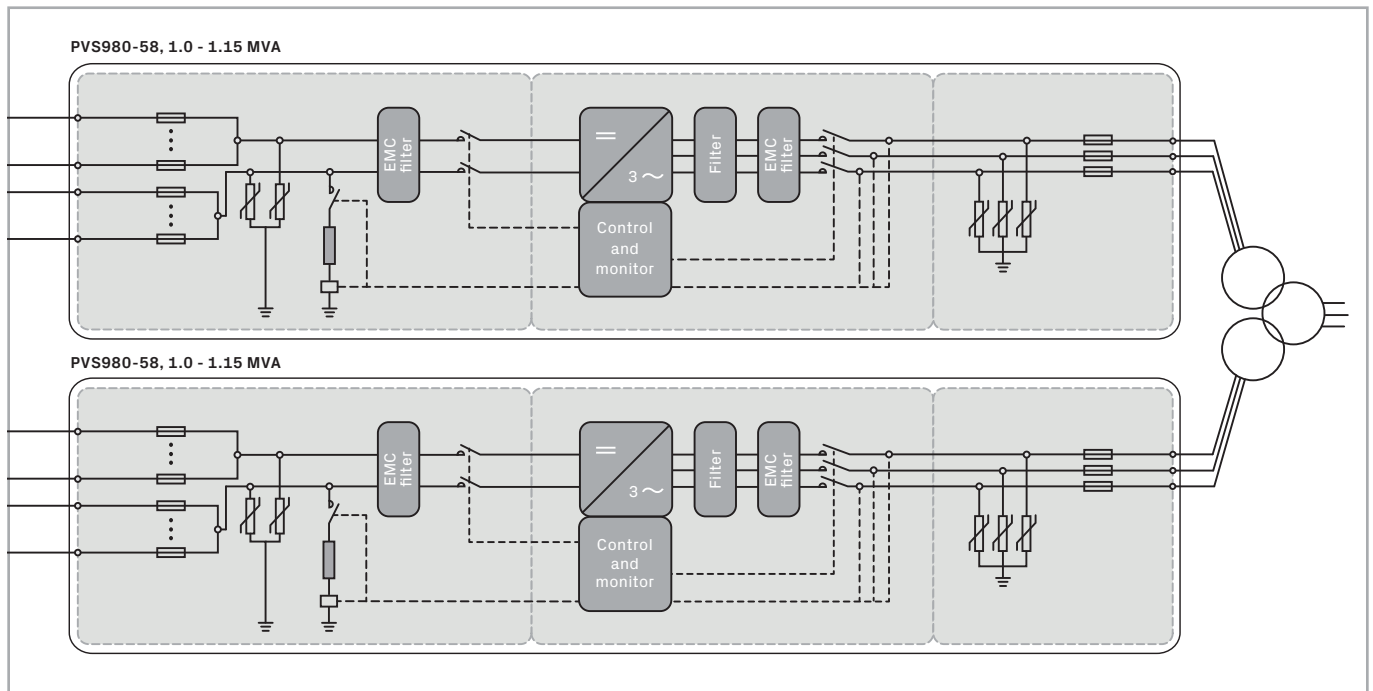 PVS980-58, 1.0 - 1.15 MVA
EMC
filter
3
Filter
EMC
filter
Control
and
monitor
PVS980-58, 1.0 - 1.15 MVA
EMC
filter
3
Filter
EMC
filter
Control
and
monitor